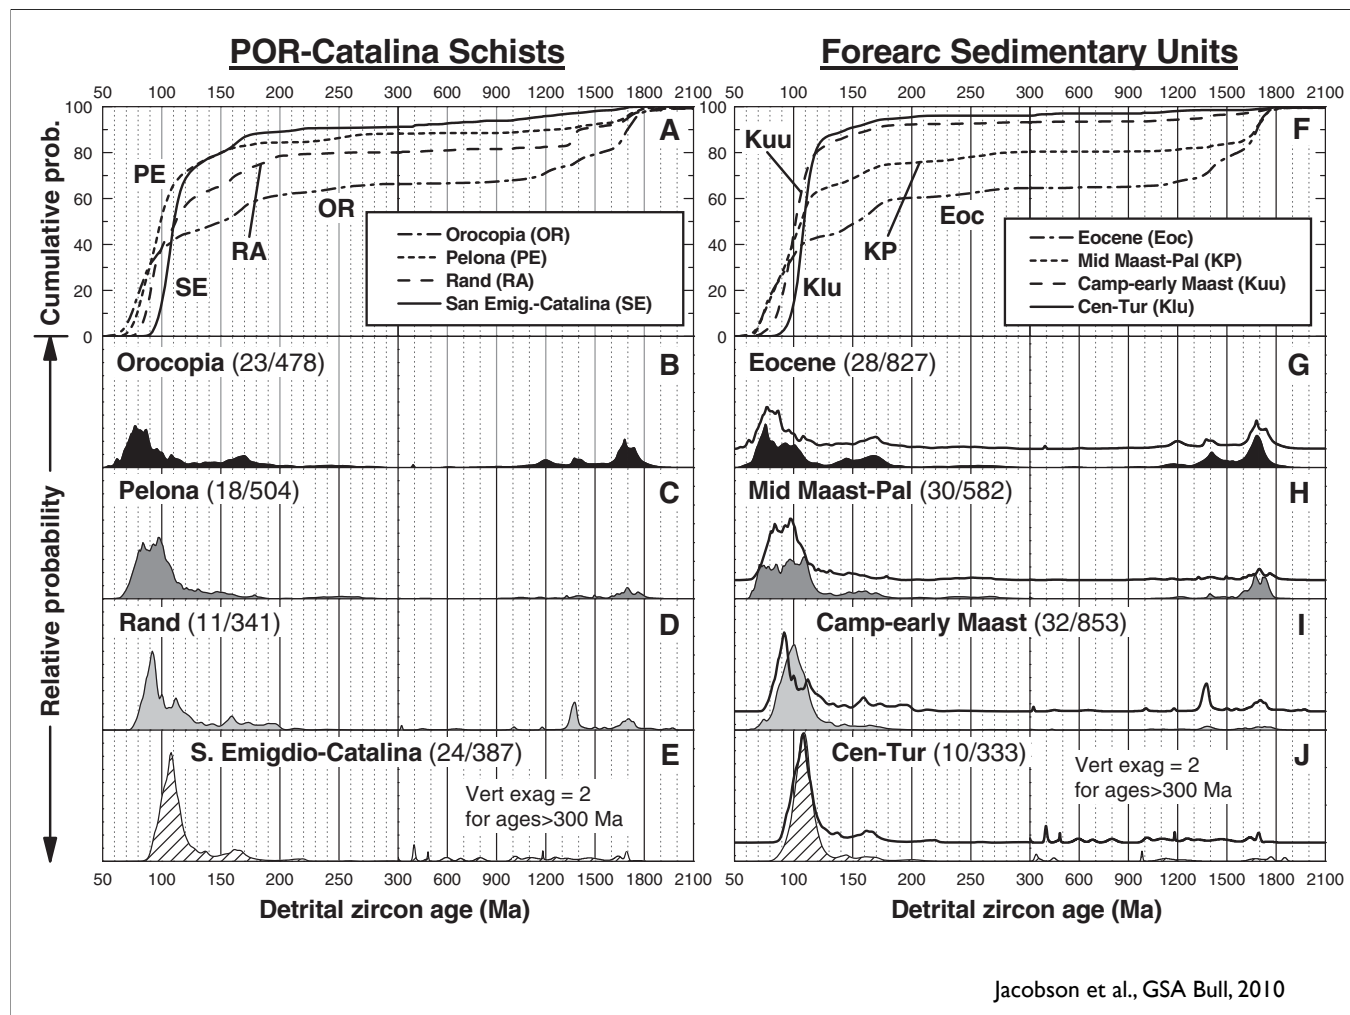 POR-Catalina Schists
Forearc Sedimentary Units
50 100 150 200 250 300 600 900 1200 1500 1800 2100
50 100 150 200 250 300 600 900 1200 1500 1800 2100
Cumulative prob.
100
80
60
40
20
0
A
PE
OR
RA
SE
Orocopia (OR)
Pelona (PE)
Rand (RA)
San Emig.-Catalina (SE)
100
80
60
40
20
0
F
Kuu
Eoc
KP
Klu
Eocene (Eoc)
Mid Maast-Pal (KP)
Camp-early Maast (Kuu)
Cen-Tur (Klu)
Relative probability
Orocopia (23/478) B
Eocene (28/827) G
Pelona (18/504) C
Mid Maast-Pal (30/582) H
Rand (11/341) D
Camp-early Maast (32/853) I
S. Emigdio-Catalina (24/387) E
Vert exag = 2
for ages>300 Ma
Cen-Tur (10/333) J
Vert exag = 2
for ages>300 Ma
50 100 150 200 250 300 600 900 1200 1500 1800 2100
50 100 150 200 250 300 600 900 1200 1500 1800 2100
Detrital zircon age (Ma)
Detrital zircon age (Ma)
Jacobson et al., GSA Bull, 2010